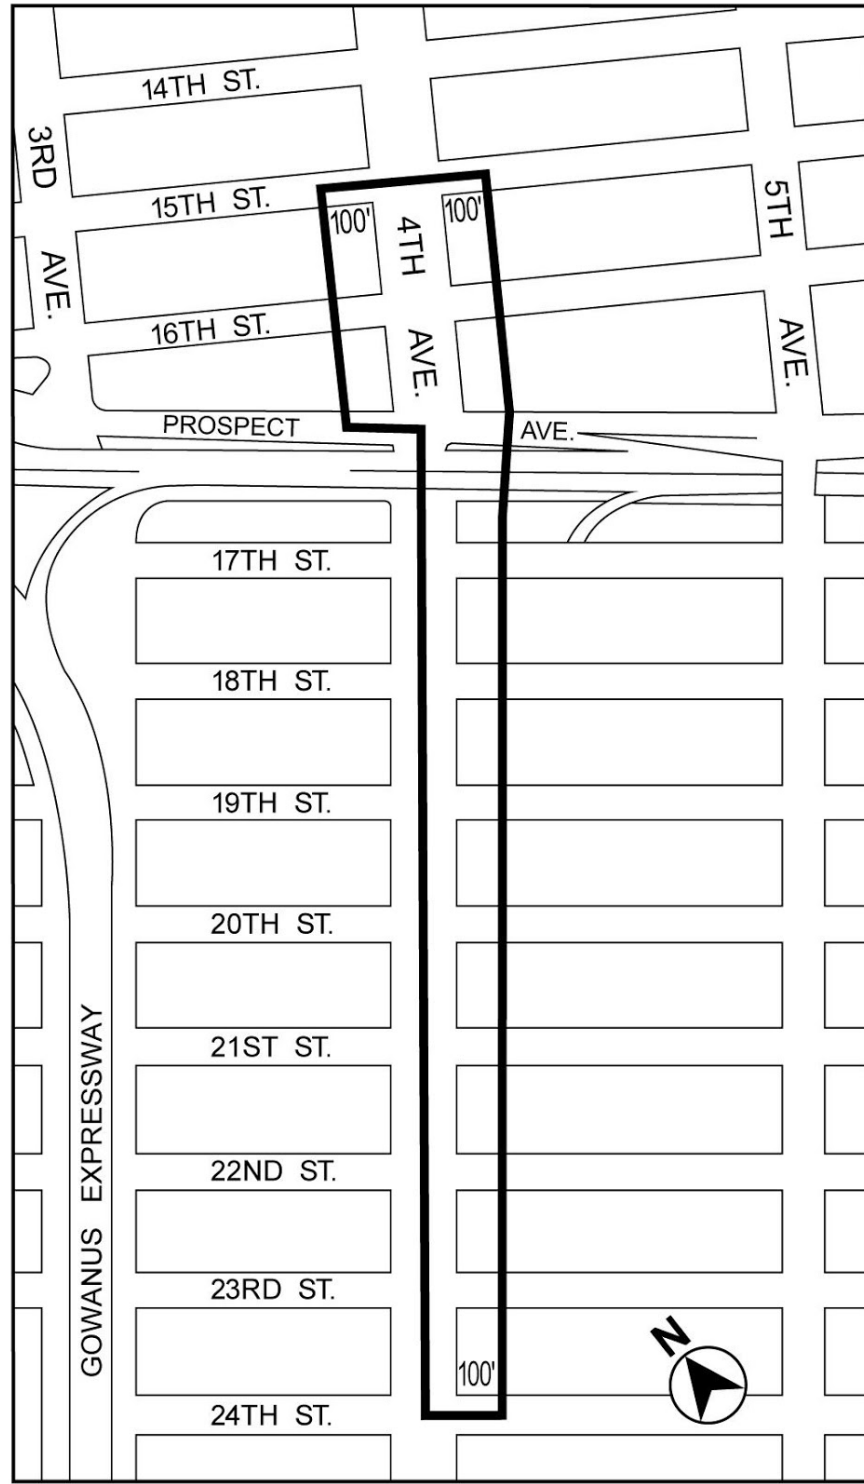 14TH ST.
3RD AVE.
15TH ST.
100'
4TH AVE.
100'
5TH AVE.
16TH ST.
PROSPECT AVE.
17TH ST.
18TH ST.
19TH ST.
20TH ST.
21ST ST.
GOWANUS EXPRESSWAY
22ND ST.
23RD ST.
N
100'
24TH ST.